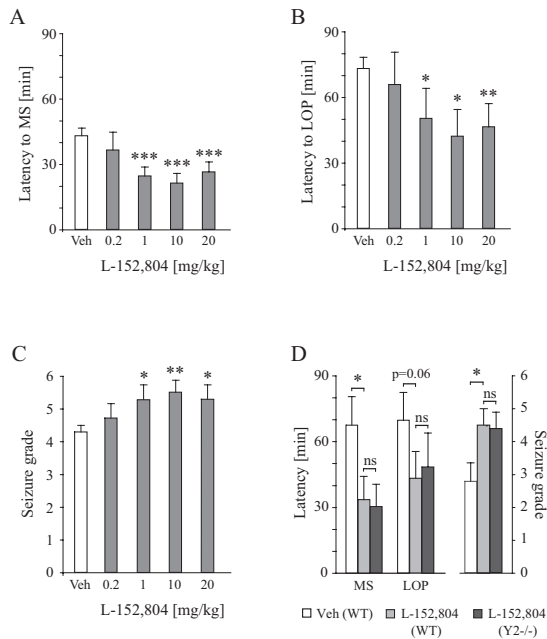 A
90
60
30
0
Latency to MS [min]
***
***
***
Veh 0.2 1 10 20
L-152,804 [mg/kg]
B
90
60
30
0
Latency to LOP [min]
*
*
**
Veh 0.2 1 10 20
L-152,804 [mg/kg]
C
6
5
4
3
2
1
0
Seizure grade
*
**
*
Veh 0.2 1 10 20
L-152,804 [mg/kg]
D
90
70
50
30
10
0
Latency [min]
*
ns
p=0.06
ns
*
ns
6
5
4
3
2
1
0
Seizure grade
MS LOP
Veh (WT)
L-152,804
(WT)
L-152,804
(Y2-/-)